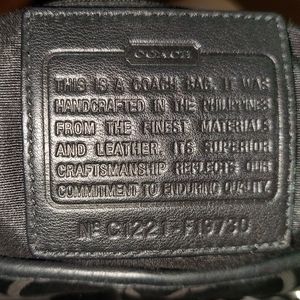 COACH
THIS IS A COACH BAG. IT WAS
HANDCRAFTED IN THE PHILIPPINES
FROM THE FINEST MATERIALS
AND LEATHER. ITS SUPERIOR
CRAFTSMANSHIP REFLECTS OUR
COMMITMENT TO ENDURING QUALITY.
Nº C1221-F19730